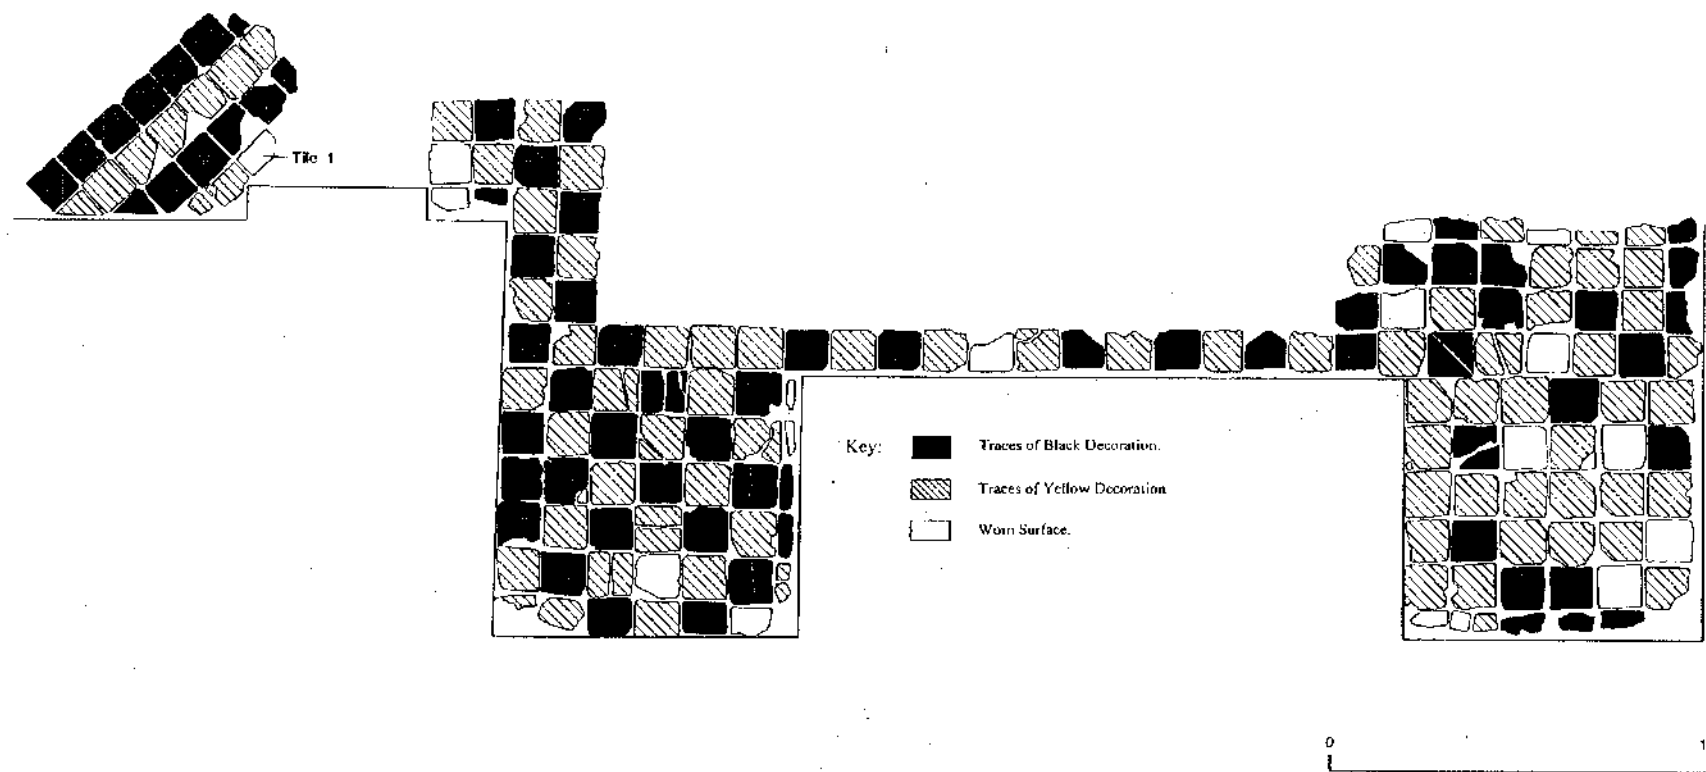 Tile 1
Key:
Traces of Black Decoration.
Traces of Yellow Decoration
Worn Surface.
0 1